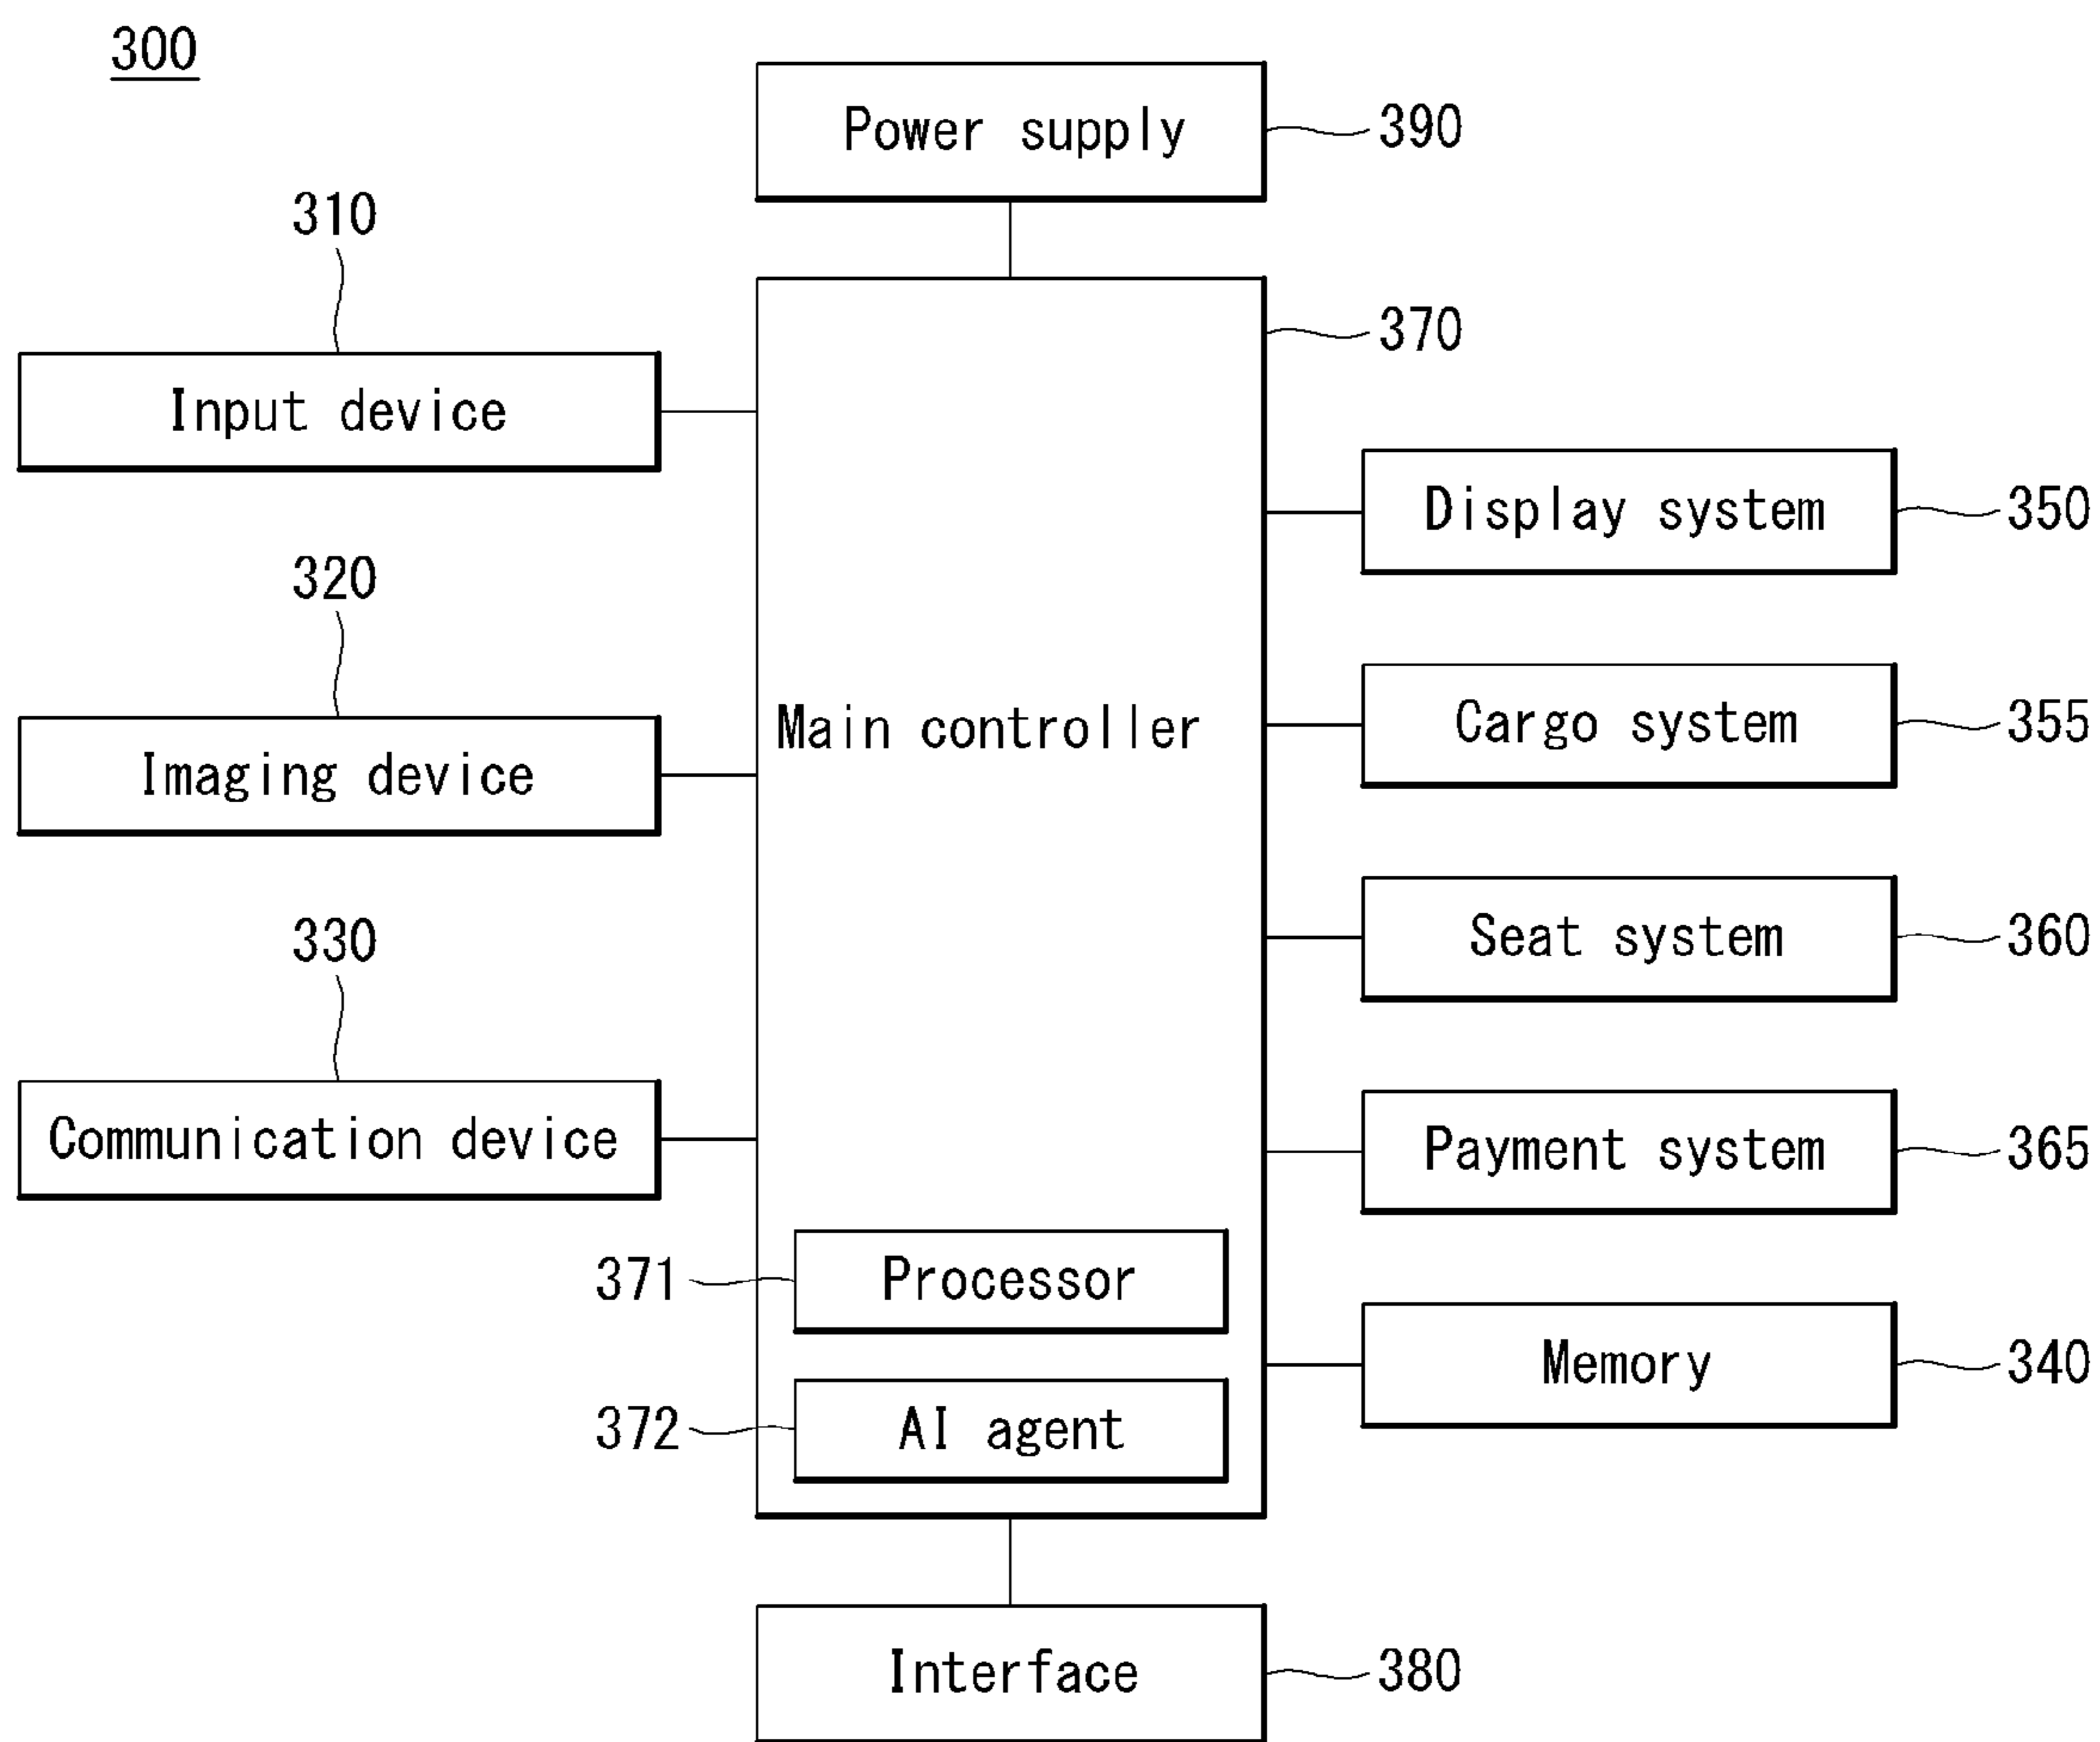 300
Power supply
390
310
370
Input device
Display system
350
320
Main controller
Cargo system
355
Imaging device
Seat system
360
330
Communication device
Payment system
365
371
Processor
Memory
340
372
AI agent
Interface
380